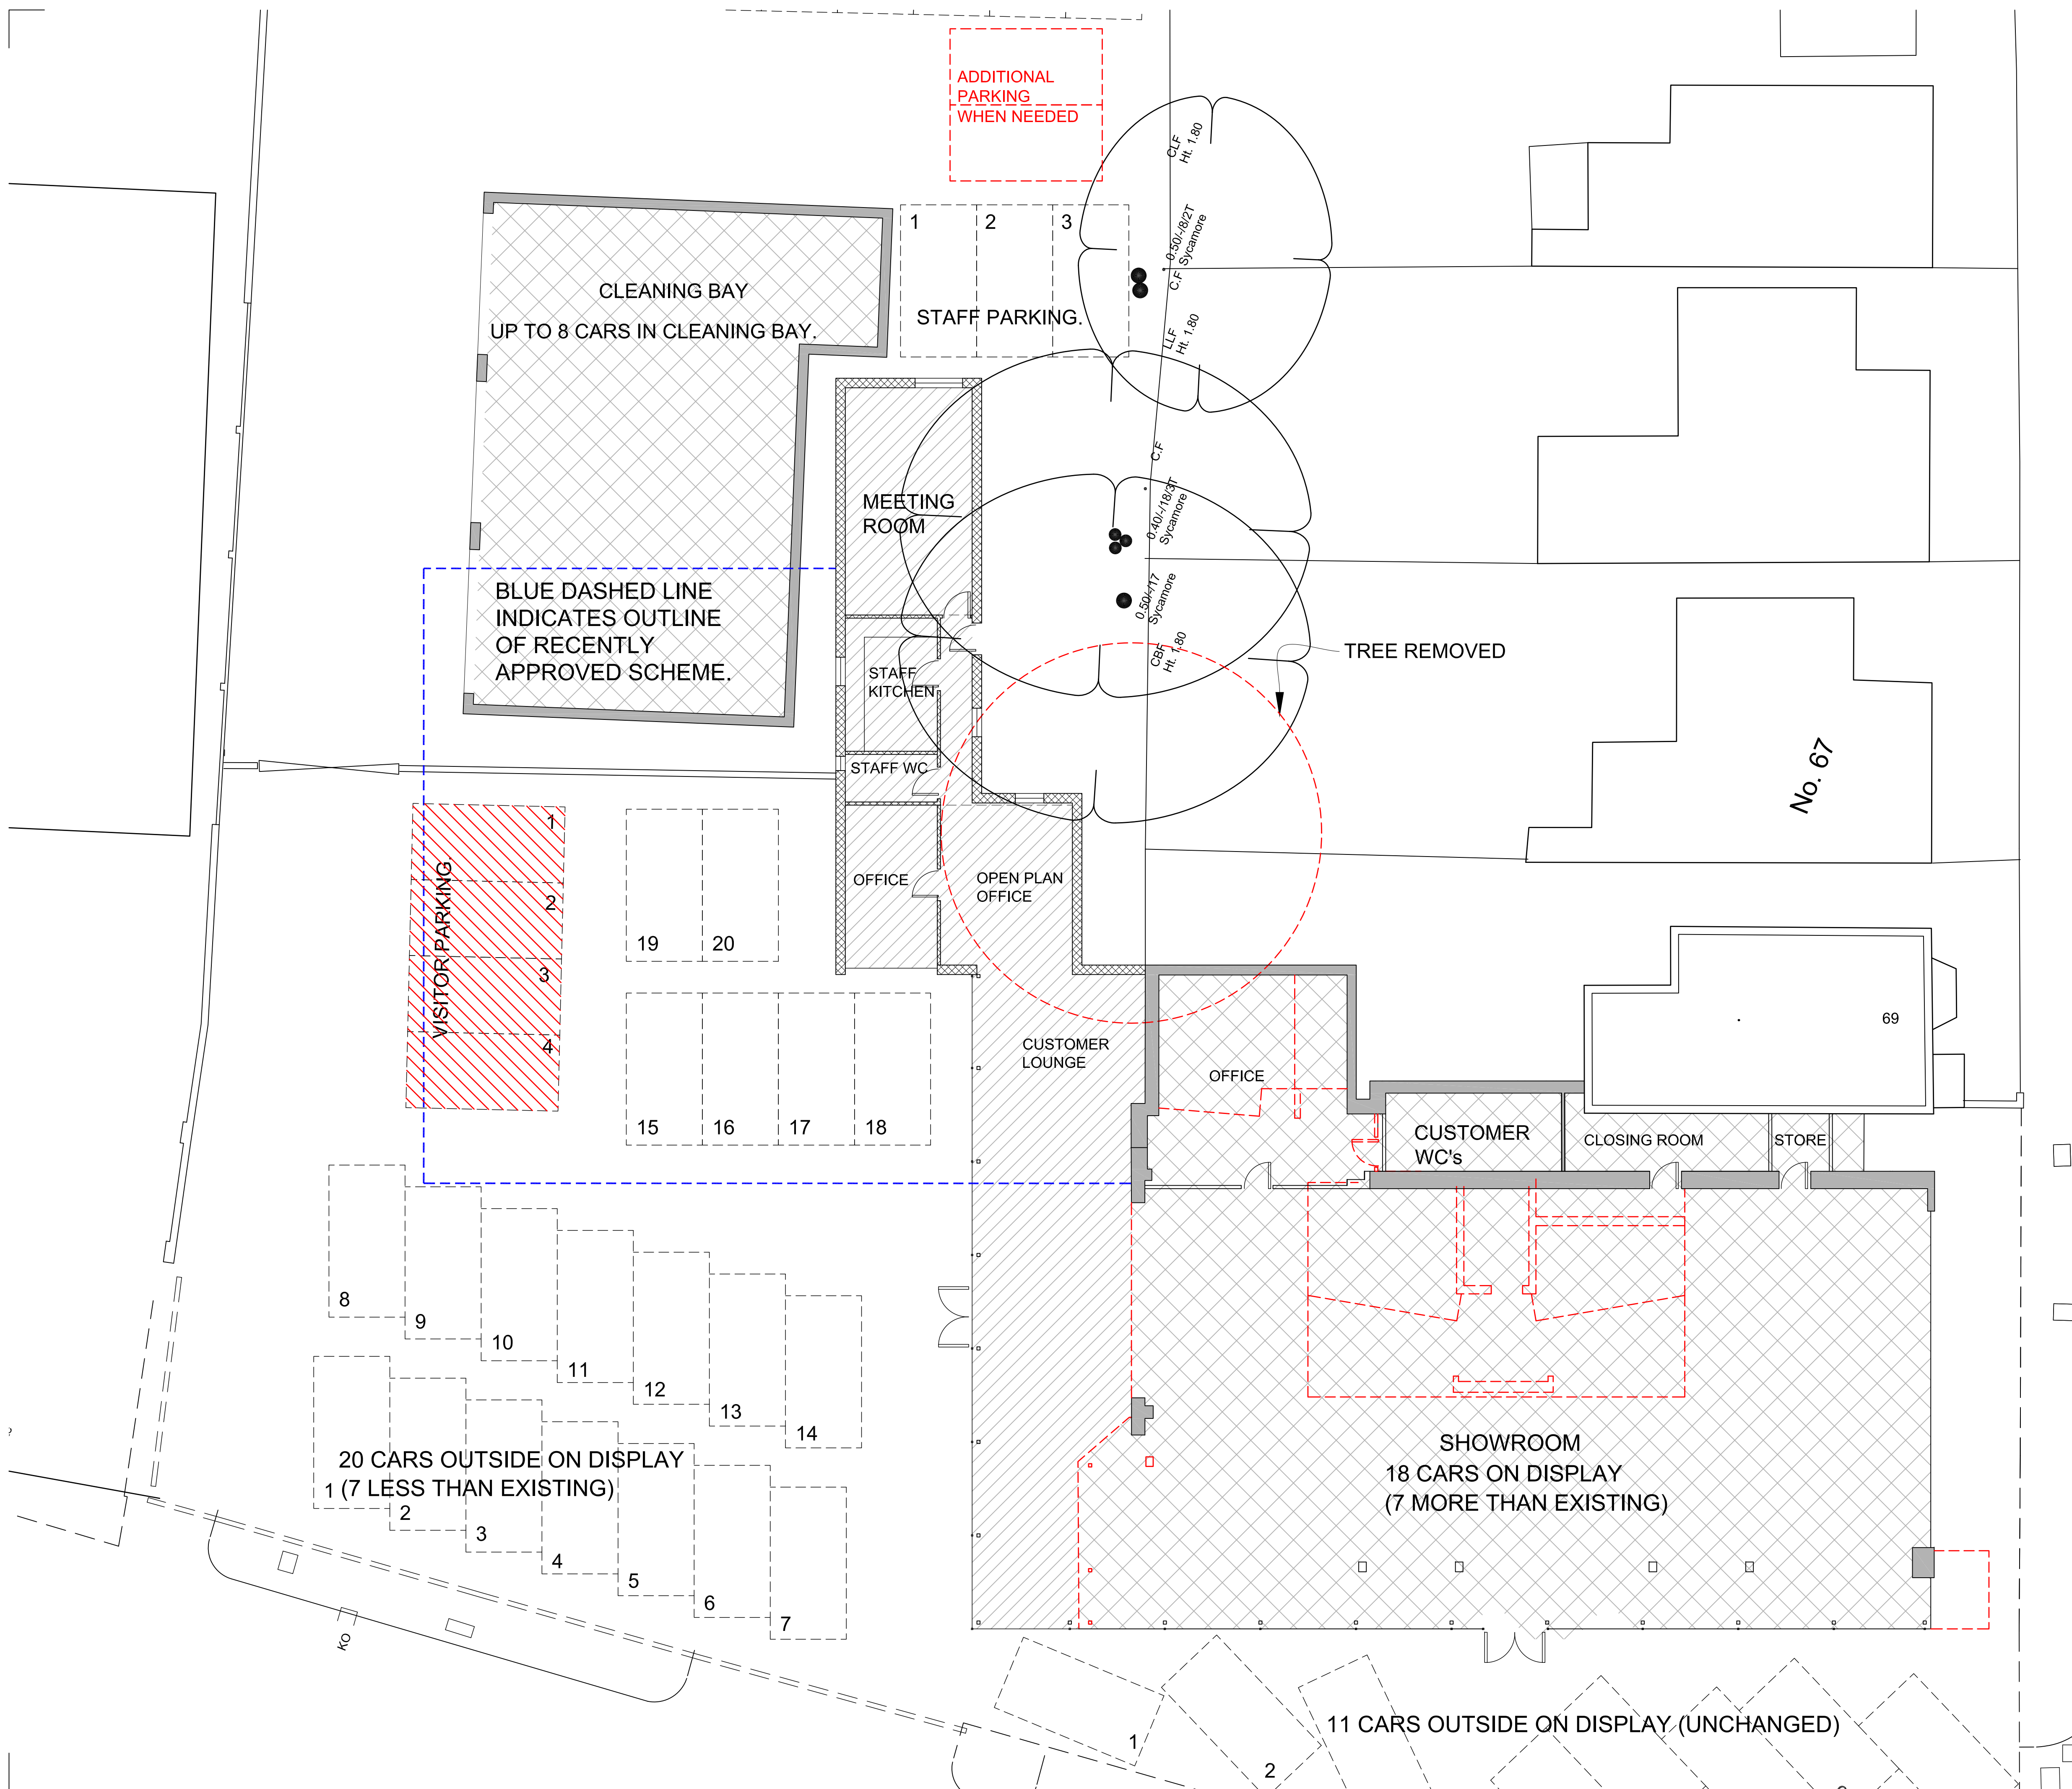 ADDITIONAL
PARKING
WHEN NEEDED
CLF
Ht. 1.80
1
2
3
0.50/-/8/2T
Sycamore
C.F
STAFF PARKING.
LLF
Ht. 1.80
CLEANING BAY
UP TO 8 CARS IN CLEANING BAY.
MEETING
ROOM
C.F
0.40/-/18/3T
Sycamore
0.50/-/17
Sycamore
CBF
Ht. 1.80
BLUE DASHED LINE
INDICATES OUTLINE
OF RECENTLY
APPROVED SCHEME.
TREE REMOVED
STAFF
KITCHEN
STAFF WC
No. 67
VISITOR PARKING.
1
2
3
4
19
20
OFFICE
OPEN PLAN
OFFICE
15
16
17
18
CUSTOMER
LOUNGE
OFFICE
69
CUSTOMER
WC's
CLOSING ROOM
STORE
8
9
10
11
12
13
14
20 CARS OUTSIDE ON DISPLAY
(7 LESS THAN EXISTING)
1
2
3
4
5
6
7
SHOWROOM
18 CARS ON DISPLAY
(7 MORE THAN EXISTING)
KO
11 CARS OUTSIDE ON DISPLAY (UNCHANGED)
1
2